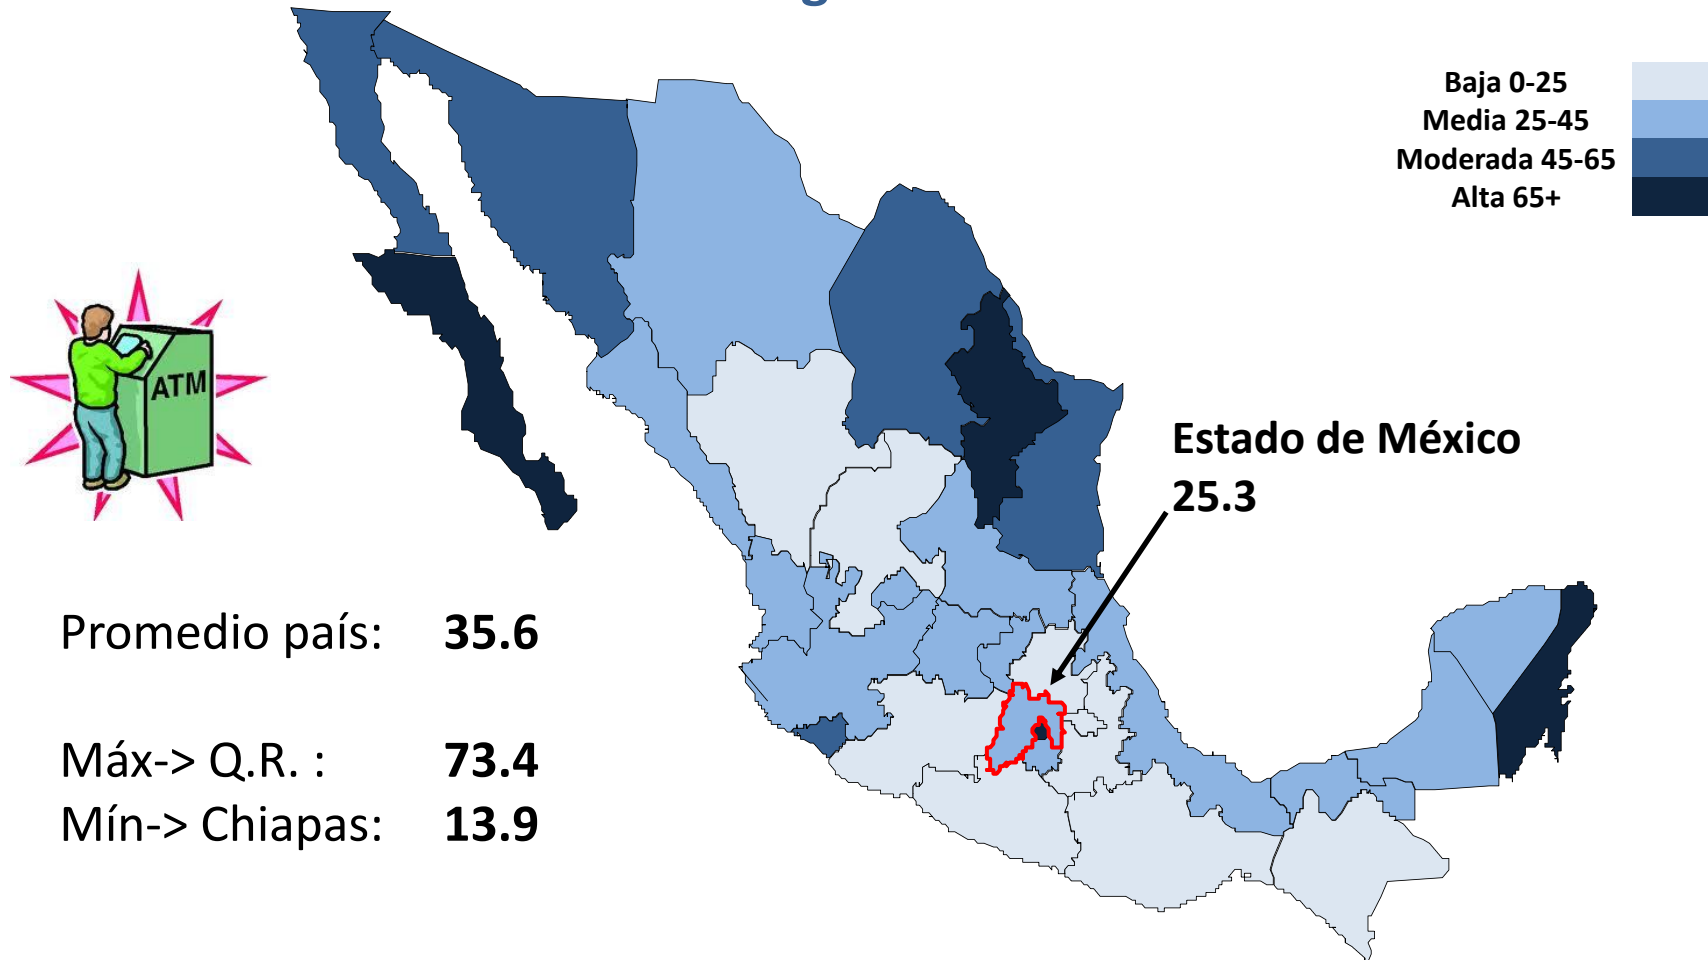 Baja 0-25
Media 25-45
Moderada 45-65
Alta 65+
ATM
Estado de México
25.3
Promedio país: 35.6
Máx-> Q.R. : 73.4
Mín-> Chiapas: 13.9